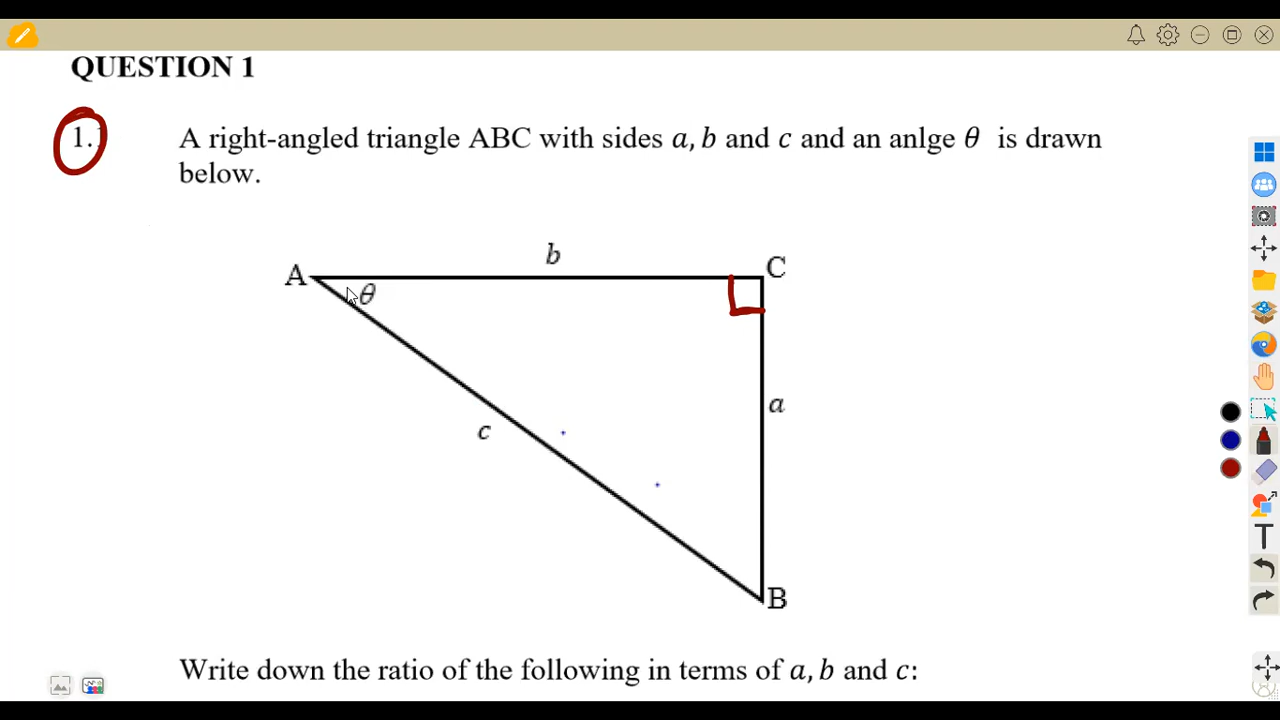 QUESTION 1
1.1 A right-angled triangle ABC with sides a, b and c and an anlge θ is drawn
below.
b
A
C
θ
a
c
B
Write down the ratio of the following in terms of a, b and c:
T